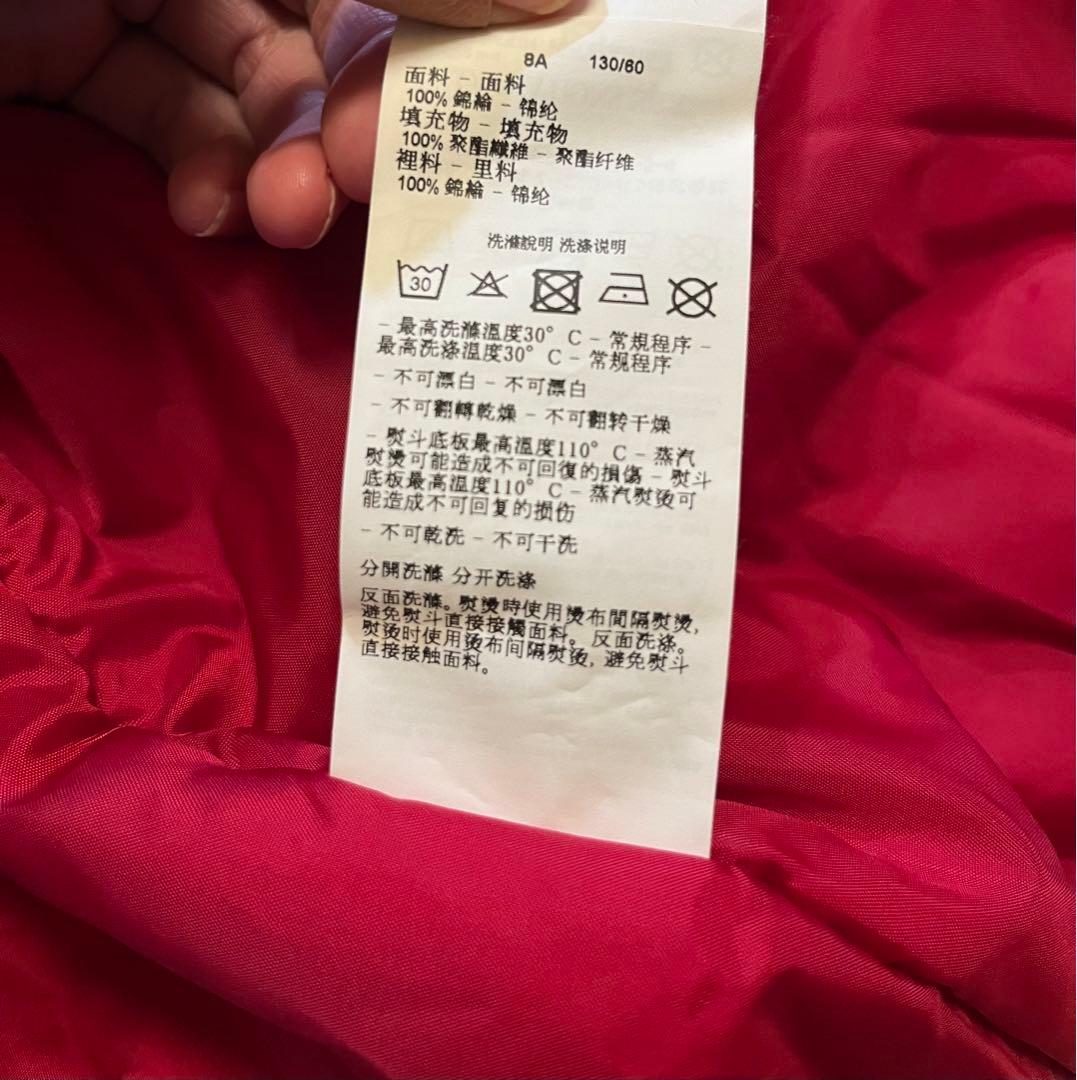 8A 130/60
面料 - 面料
100% 錦綸 - 锦纶
填充物 - 填充物
100% 聚酯纖維 - 聚酯纤维
裡料 - 里料
100% 錦綸 - 锦纶
洗滌說明 洗涤说明
30
- 最高洗滌溫度30° C - 常規程序 -
最高洗涤温度30° C - 常规程序
- 不可漂白 - 不可漂白
- 不可翻轉乾燥 - 不可翻转干燥
- 熨斗底板最高溫度110° C - 蒸汽
熨燙可能造成不可回復的損傷 - 熨斗
底板最高温度110° C - 蒸汽熨烫可
能造成不可回复的损伤
- 不可乾洗 - 不可干洗
分開洗滌 分开洗涤
反面洗滌。熨燙時使用燙布間隔熨燙,
避免熨斗直接接觸面料。反面洗涤。
熨烫时使用烫布间隔熨烫, 避免熨斗
直接接触面料。